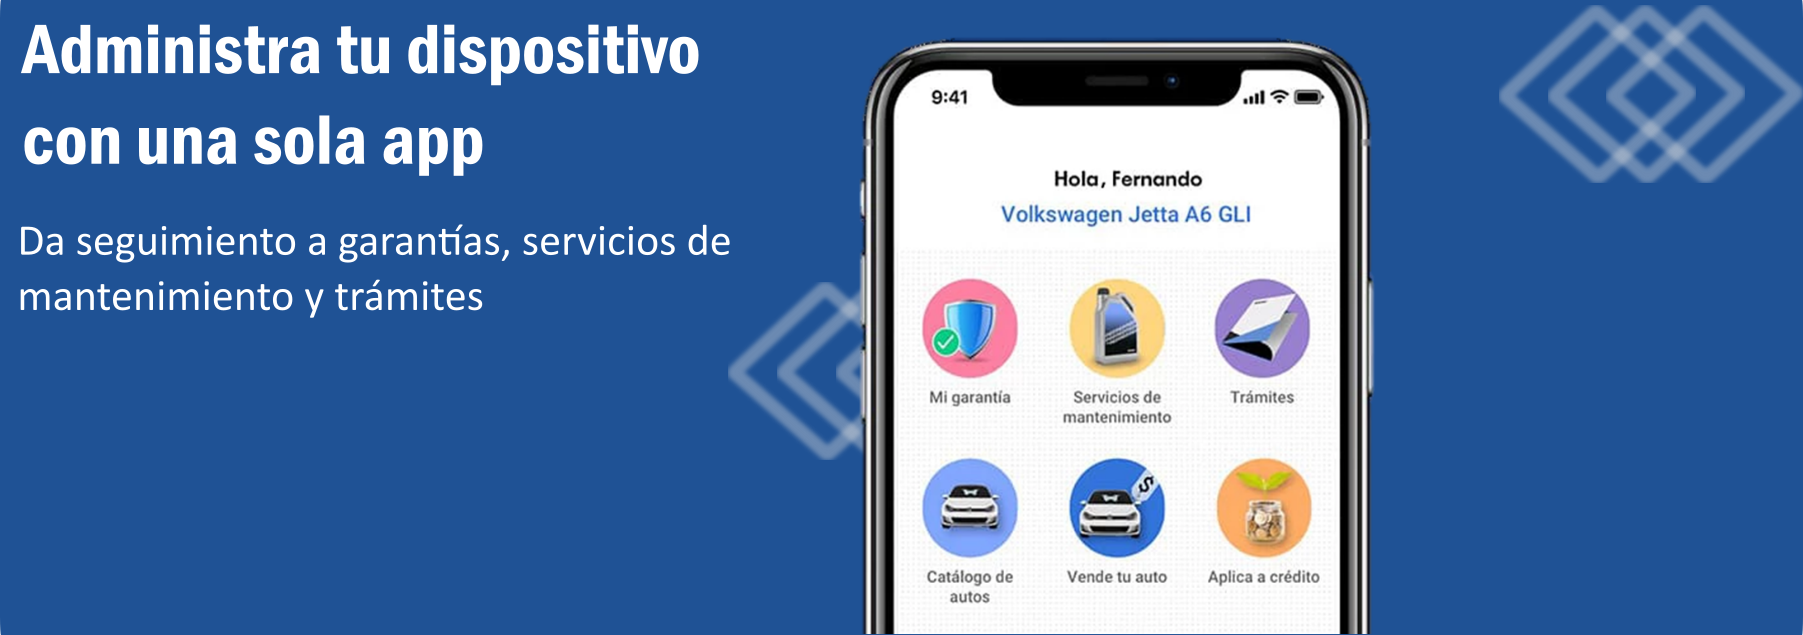 Administra tu dispositivo
con una sola app
Da seguimiento a garantías, servicios de
mantenimiento y trámites
9:41
Hola, Fernando
Volkswagen Jetta A6 GLI
Mi garantía
Servicios de
mantenimiento
Trámites
Catálogo de
autos
Vende tu auto
Aplica a crédito